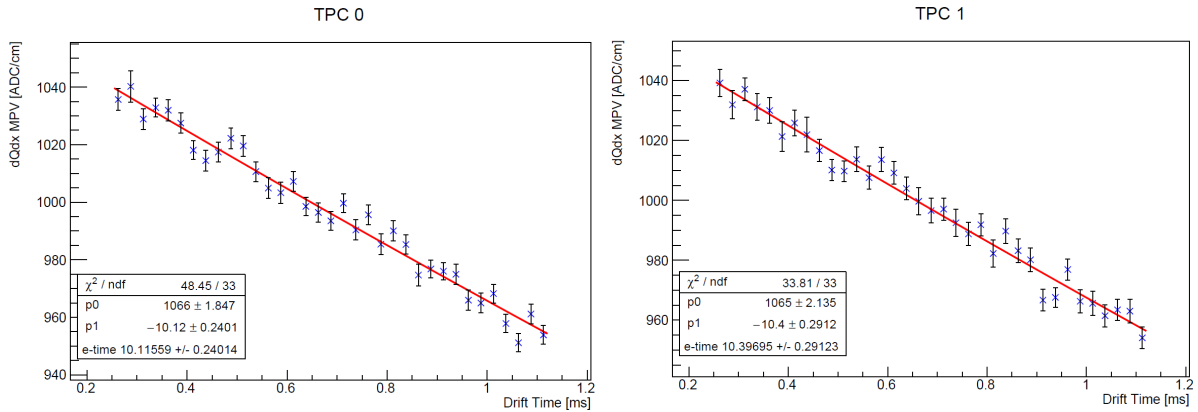 TPC 0
dQdx MPV [ADC/cm]
1040
1020
1000
980
960
940
χ² / ndf 48.45 / 33
p0 1066 ± 1.847
p1 −10.12 ± 0.2401
e-time 10.11559 +/- 0.24014
0.2 0.4 0.6 0.8 1 1.2
Drift Time [ms]
TPC 1
dQdx MPV [ADC/cm]
1040
1020
1000
980
960
χ² / ndf 33.81 / 33
p0 1065 ± 2.135
p1 −10.4 ± 0.2912
e-time 10.39695 +/- 0.29123
0.2 0.4 0.6 0.8 1 1.2
Drift Time [ms]